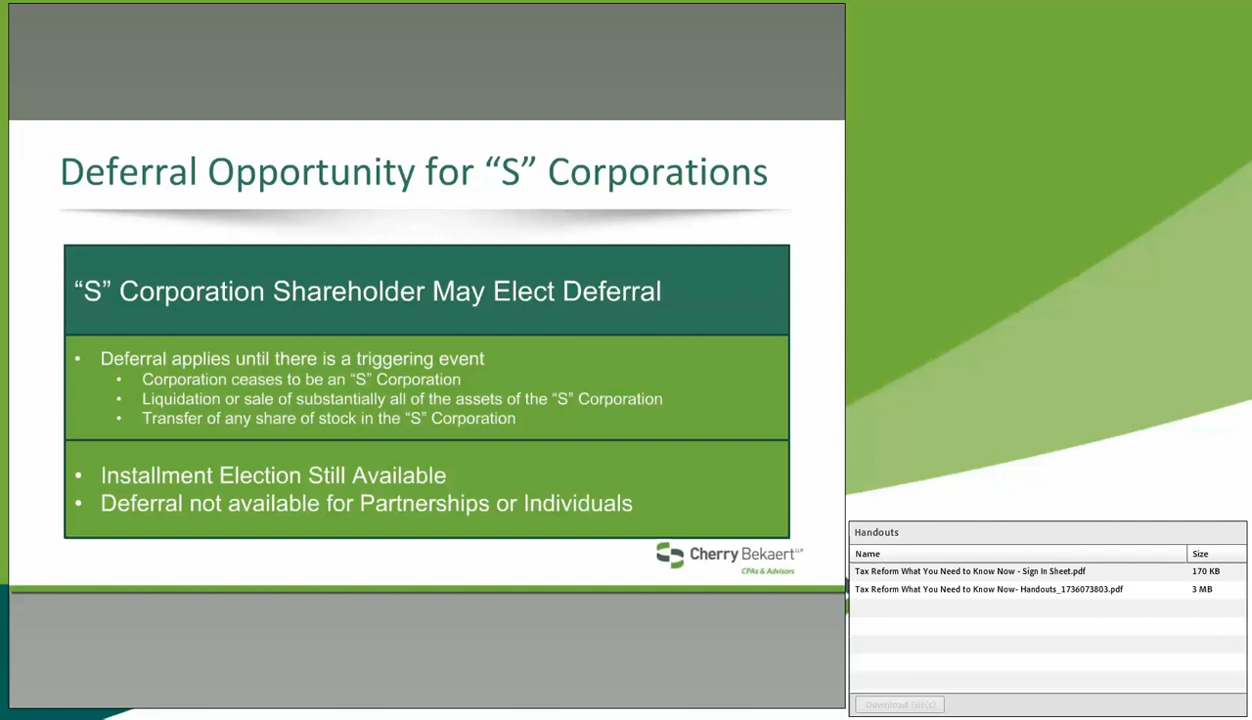 Deferral Opportunity for “S” Corporations
“S” Corporation Shareholder May Elect Deferral
• Deferral applies until there is a triggering event
• Corporation ceases to be an “S” Corporation
• Liquidation or sale of substantially all of the assets of the “S” Corporation
• Transfer of any share of stock in the “S” Corporation
• Installment Election Still Available
• Deferral not available for Partnerships or Individuals
Cherry Bekaert LLP
CPAs & Advisors
Handouts
Name Size
Tax Reform What You Need to Know Now - Sign In Sheet.pdf 170 KB
Tax Reform What You Need to Know Now- Handouts_1736073803.pdf 3 MB
Download File(s)